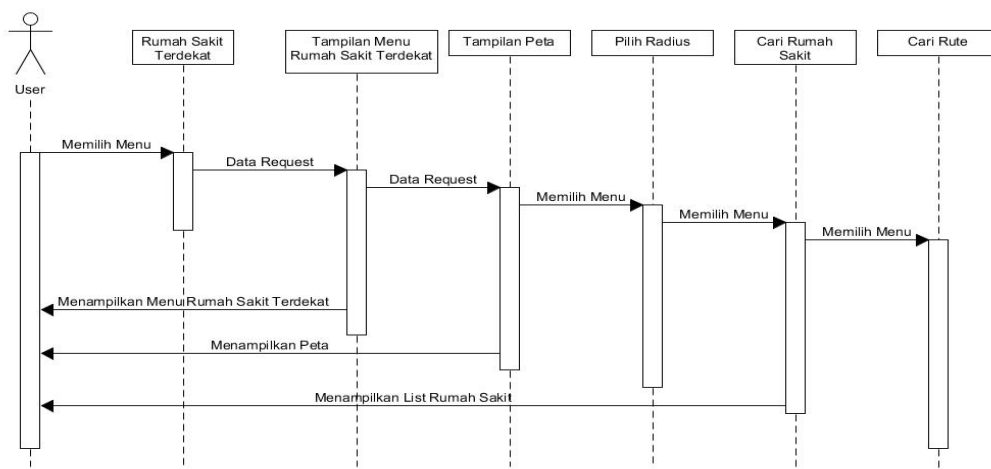 User
Rumah Sakit
Terdekat
Tampilan Menu
Rumah Sakit Terdekat
Tampilan Peta
Pilih Radius
Cari Rumah
Sakit
Cari Rute
Memilih Menu
Data Request
Data Request
Memilih Menu
Memilih Menu
Memilih Menu
Menampilkan Menu Rumah Sakit Terdekat
Menampilkan Peta
Menampilkan List Rumah Sakit